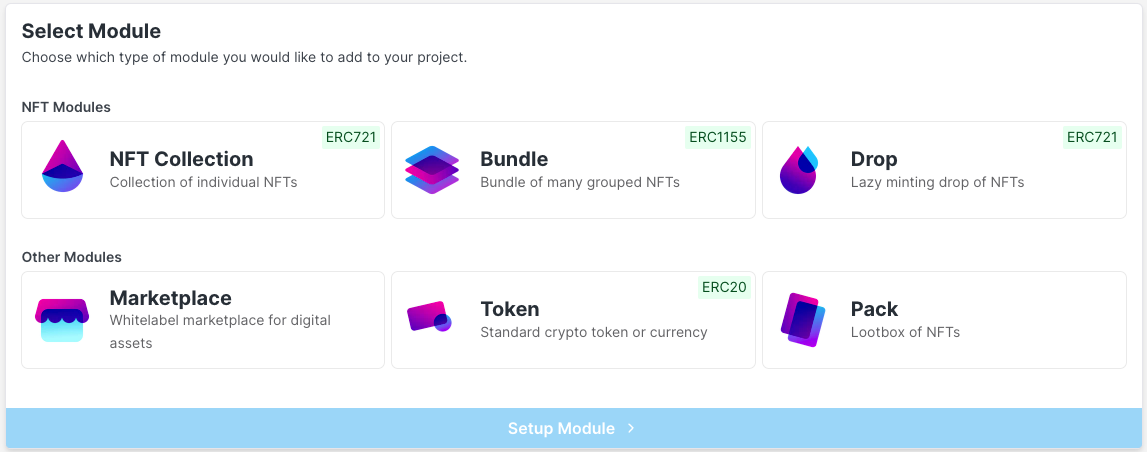 Select Module
Choose which type of module you would like to add to your project.
NFT Modules
ERC721
NFT Collection
Collection of individual NFTs
ERC1155
Bundle
Bundle of many grouped NFTs
ERC721
Drop
Lazy minting drop of NFTs
Other Modules
Marketplace
Whitelabel marketplace for digital
assets
ERC20
Token
Standard crypto token or currency
Pack
Lootbox of NFTs
Setup Module